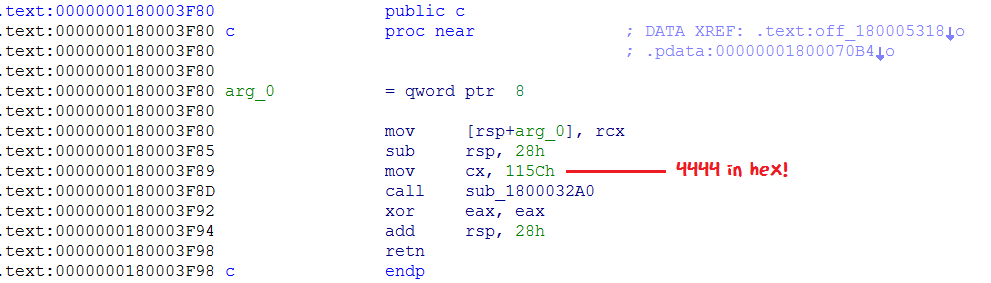 .text:0000000180003F80 public c
.text:0000000180003F80 c proc near ; DATA XREF: .text:off_180005318↓o
.text:0000000180003F80 ; .pdata:00000001800070B4↓o
.text:0000000180003F80
.text:0000000180003F80 arg_0 = qword ptr 8
.text:0000000180003F80
.text:0000000180003F80 mov [rsp+arg_0], rcx
.text:0000000180003F85 sub rsp, 28h
.text:0000000180003F89 mov cx, 115Ch 4444 in hex!
.text:0000000180003F8D call sub_1800032A0
.text:0000000180003F92 xor eax, eax
.text:0000000180003F94 add rsp, 28h
.text:0000000180003F98 retn
.text:0000000180003F98 c endp